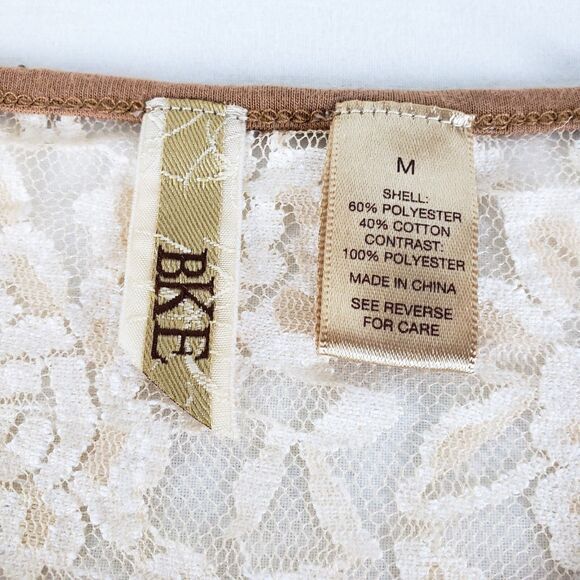 BKE
M
SHELL:
60% POLYESTER
40% COTTON
CONTRAST:
100% POLYESTER
MADE IN CHINA
SEE REVERSE
FOR CARE